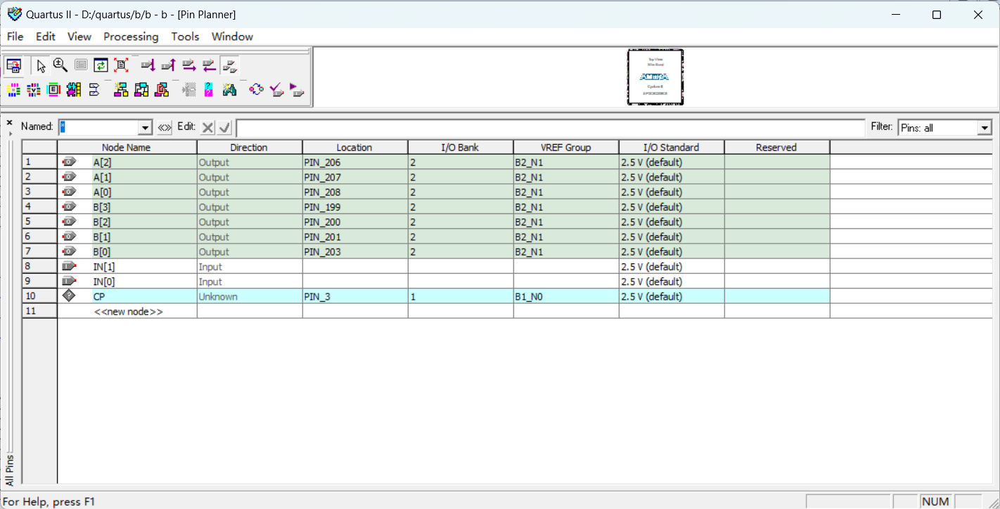 Quartus II - D:/quartus/b/b - b - [Pin Planner]
File Edit View Processing Tools Window
Top View
Wire Bond
Cyclone II
Named: * Edit: Filter: Pins: all
Node Name Direction Location I/O Bank VREF Group I/O Standard Reserved
1 A[2] Output PIN_206 2 B2_N1 2.5 V (default)
2 A[1] Output PIN_207 2 B2_N1 2.5 V (default)
3 A[0] Output PIN_208 2 B2_N1 2.5 V (default)
4 B[3] Output PIN_199 2 B2_N1 2.5 V (default)
5 B[2] Output PIN_200 2 B2_N1 2.5 V (default)
6 B[1] Output PIN_201 2 B2_N1 2.5 V (default)
7 B[0] Output PIN_203 2 B2_N1 2.5 V (default)
8 IN[1] Input 2.5 V (default)
9 IN[0] Input 2.5 V (default)
10 CP Unknown PIN_3 1 B1_N0 2.5 V (default)
11 <<new node>>
All Pins
For Help, press F1 NUM